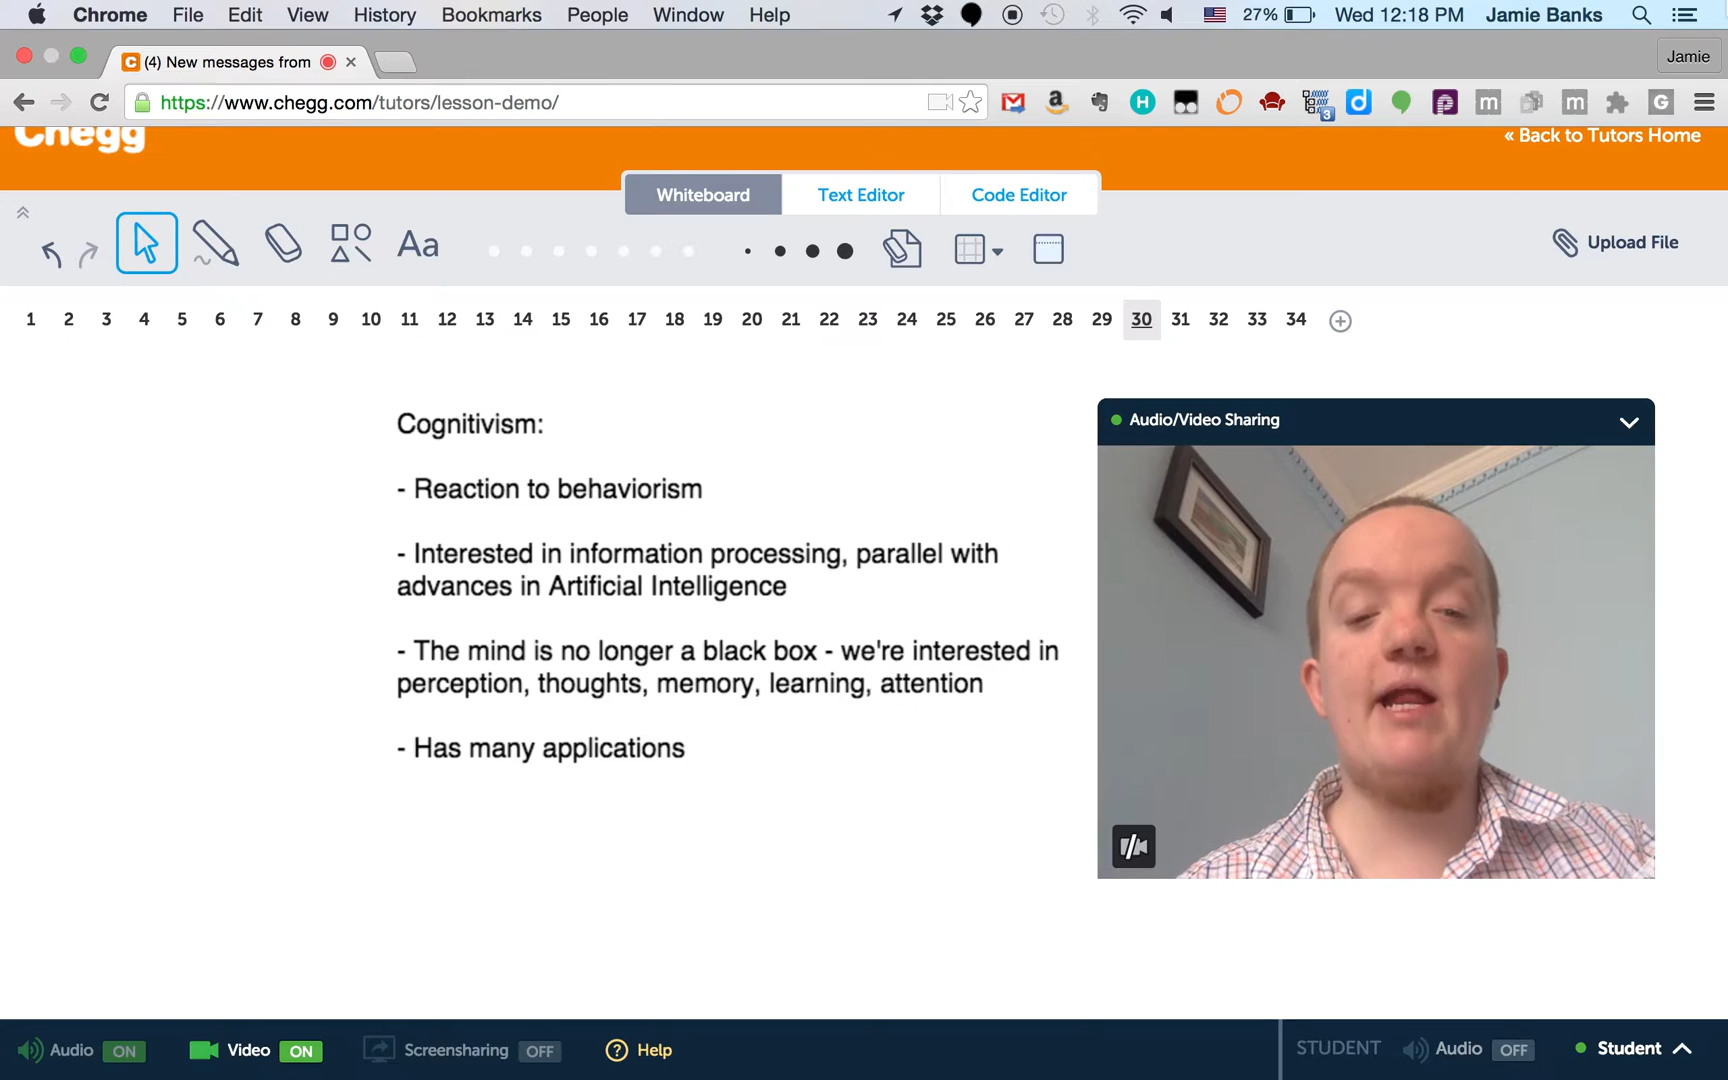 Chrome File Edit View History Bookmarks People Window Help 27% Wed 12:18 PM Jamie Banks
(4) New messages from
Jamie
https://www.chegg.com/tutors/lesson-demo/
3
Chegg
« Back to Tutors Home
Whiteboard Text Editor Code Editor
Aa
Upload File
1 2 3 4 5 6 7 8 9 10 11 12 13 14 15 16 17 18 19 20 21 22 23 24 25 26 27 28 29 30 31 32 33 34
Cognitivism:
- Reaction to behaviorism
- Interested in information processing, parallel with
advances in Artificial Intelligence
- The mind is no longer a black box - we're interested in
perception, thoughts, memory, learning, attention
- Has many applications
Audio/Video Sharing
Audio ON Video ON Screensharing OFF Help STUDENT Audio OFF Student